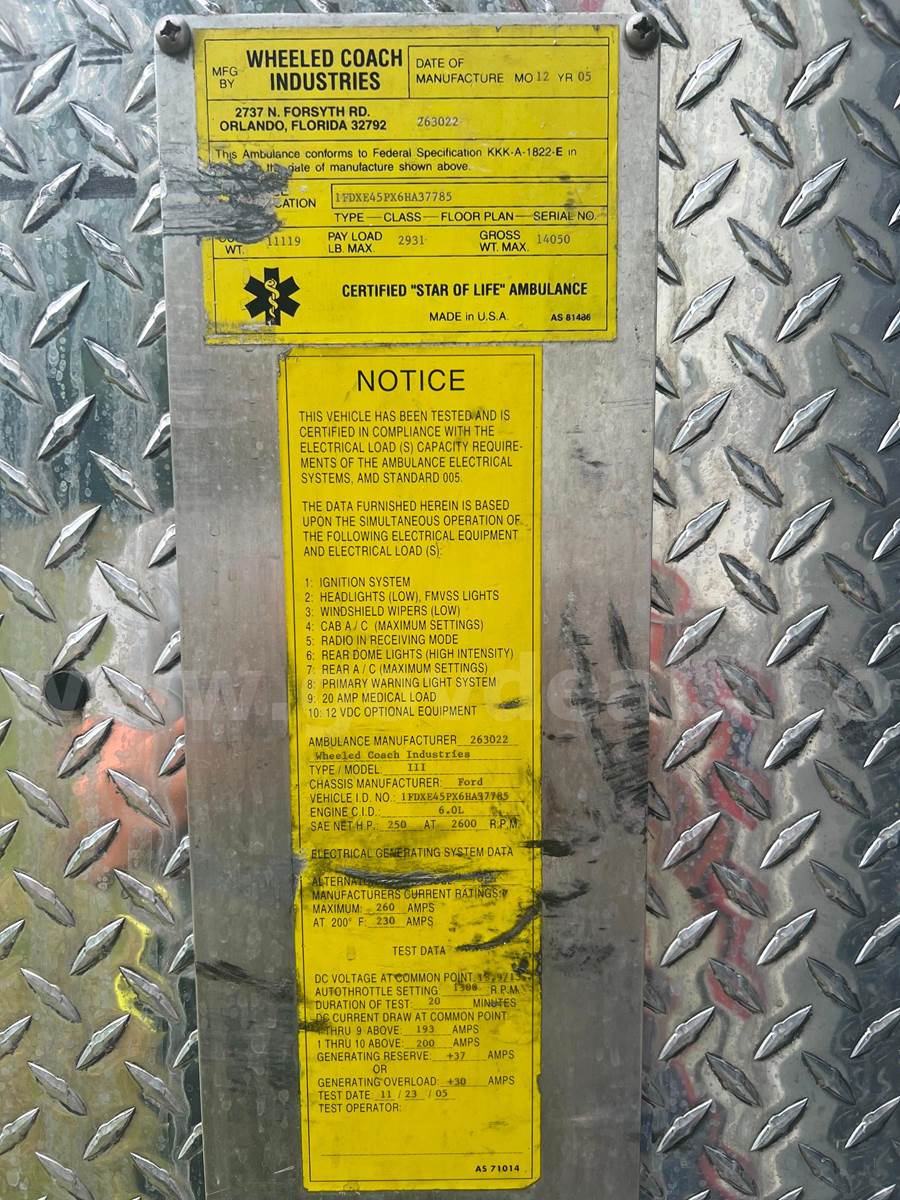 MFG BY WHEELED COACH INDUSTRIES
DATE OF MANUFACTURE MO 12 YR 05
2737 N. FORSYTH RD.
ORLANDO, FLORIDA 32792 263022
This Ambulance conforms to Federal Specification KKK-A-1822-E in
the date of manufacture shown above.
1FDXE45PX6HA37785
TYPE — CLASS — FLOOR PLAN — SERIAL NO.
WT. 11119 PAY LOAD LB. MAX. 2931 GROSS WT. MAX. 14050
CERTIFIED "STAR OF LIFE" AMBULANCE
MADE in U.S.A. AS 81486
NOTICE
THIS VEHICLE HAS BEEN TESTED AND IS
CERTIFIED IN COMPLIANCE WITH THE
ELECTRICAL LOAD (S) CAPACITY REQUIRE-
MENTS OF THE AMBULANCE ELECTRICAL
SYSTEMS, AMD STANDARD 005.
THE DATA FURNISHED HEREIN IS BASED
UPON THE SIMULTANEOUS OPERATION OF
THE FOLLOWING ELECTRICAL EQUIPMENT
AND ELECTRICAL LOAD (S):
1: IGNITION SYSTEM
2: HEADLIGHTS (LOW), FMVSS LIGHTS
3: WINDSHIELD WIPERS (LOW)
4: CAB A / C (MAXIMUM SETTINGS)
5: RADIO IN RECEIVING MODE
6: REAR DOME LIGHTS (HIGH INTENSITY)
7: REAR A / C (MAXIMUM SETTINGS)
8: PRIMARY WARNING LIGHT SYSTEM
9: 20 AMP MEDICAL LOAD
10: 12 VDC OPTIONAL EQUIPMENT
AMBULANCE MANUFACTURER 263022
Wheeled Coach Industries
TYPE / MODEL: III
CHASSIS MANUFACTURER: Ford
VEHICLE I.D. NO.: 1FDXE45PX6HA37785
ENGINE C.I.D.: 6.0L
SAE NET H.P.: 250 AT 2600 R.P.M.
ELECTRICAL GENERATING SYSTEM DATA
MANUFACTURERS CURRENT RATINGS:
MAXIMUM: 260 AMPS
AT 200° F: 230 AMPS
TEST DATA
DC VOLTAGE AT COMMON POINT
AUTOTHROTTLE SETTING: 1300 R.P.M.
DURATION OF TEST: 20 MINUTES
DC CURRENT DRAW AT COMMON POINT:
1 THRU 9 ABOVE: 193 AMPS
1 THRU 10 ABOVE: 200 AMPS
GENERATING RESERVE: +37 AMPS
OR
GENERATING OVERLOAD: +30 AMPS
TEST DATE: 11 / 23 / 05
TEST OPERATOR:
AS 71014